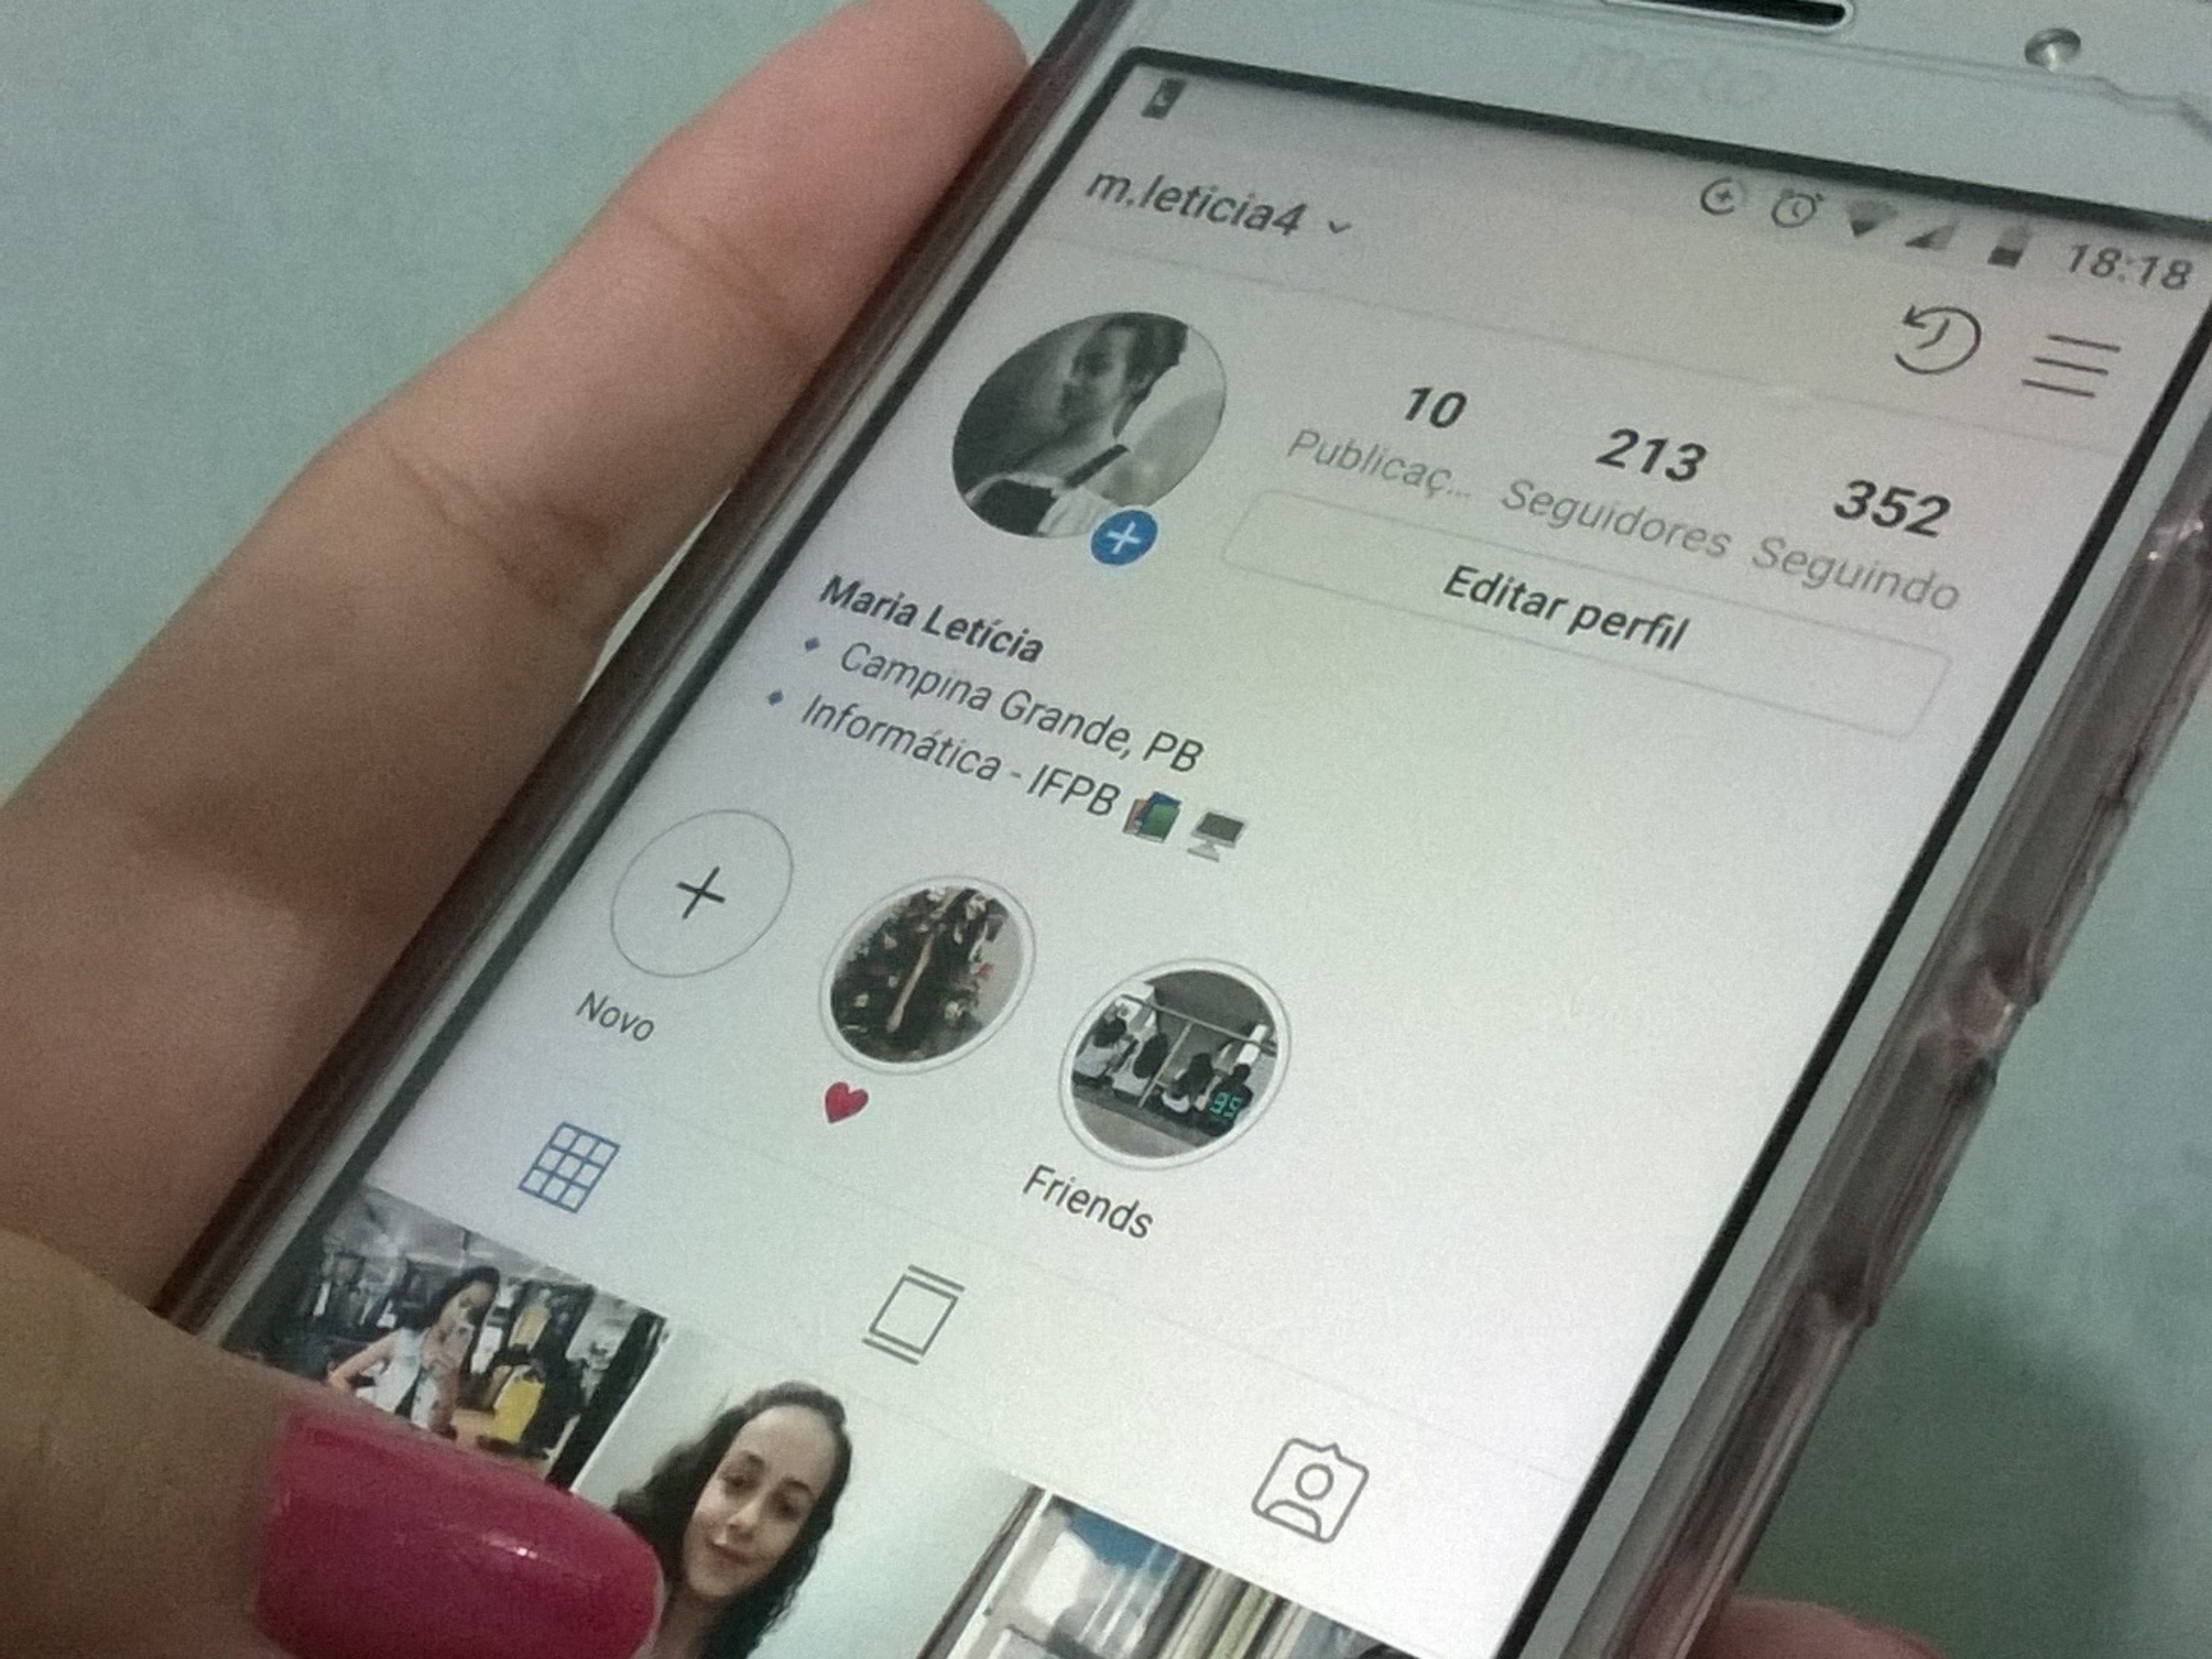 moto
18:18
m.leticia4
10
213
352
Publicaç...
Seguidores
Seguindo
Editar perfil
Maria Letícia
Campina Grande, PB
Informática - IFPB
Novo
Friends